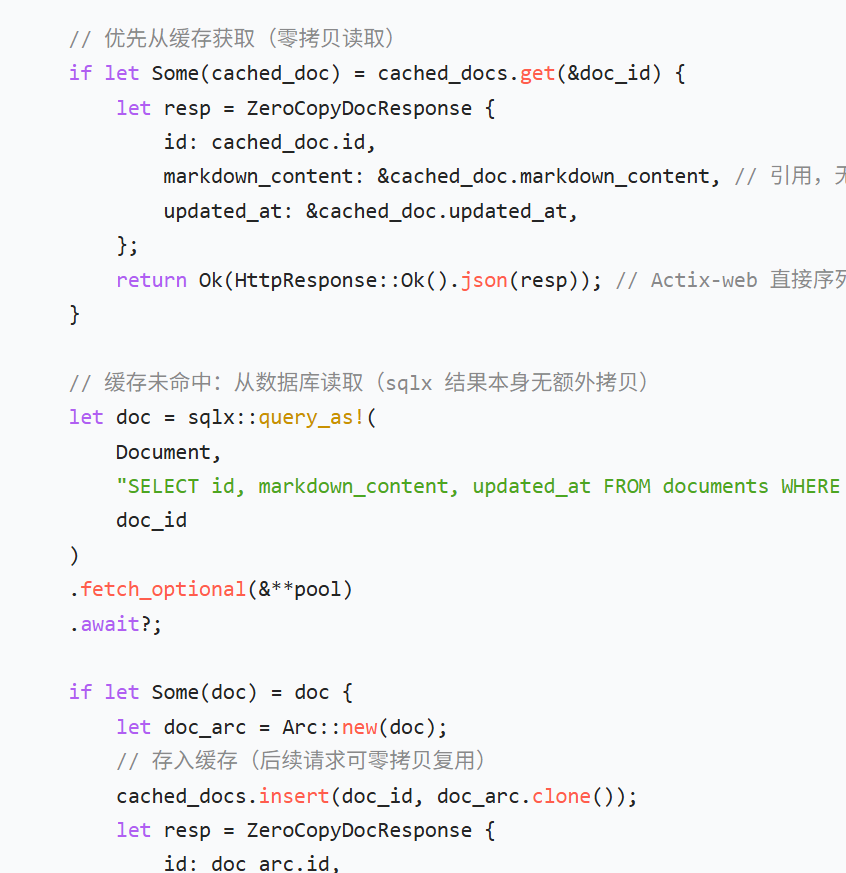 // 优先从缓存获取（零拷贝读取）
if let Some(cached_doc) = cached_docs.get(&doc_id) {
let resp = ZeroCopyDocResponse {
id: cached_doc.id,
markdown_content: &cached_doc.markdown_content, // 引用，无
updated_at: &cached_doc.updated_at,
};
return Ok(HttpResponse::Ok().json(resp)); // Actix-web 直接序列
}
// 缓存未命中：从数据库读取（sqlx 结果本身无额外拷贝）
let doc = sqlx::query_as!(
Document,
"SELECT id, markdown_content, updated_at FROM documents WHERE
doc_id
)
.fetch_optional(&**pool)
.await?;
if let Some(doc) = doc {
let doc_arc = Arc::new(doc);
// 存入缓存（后续请求可零拷贝复用）
cached_docs.insert(doc_id, doc_arc.clone());
let resp = ZeroCopyDocResponse {
id: doc_arc.id,